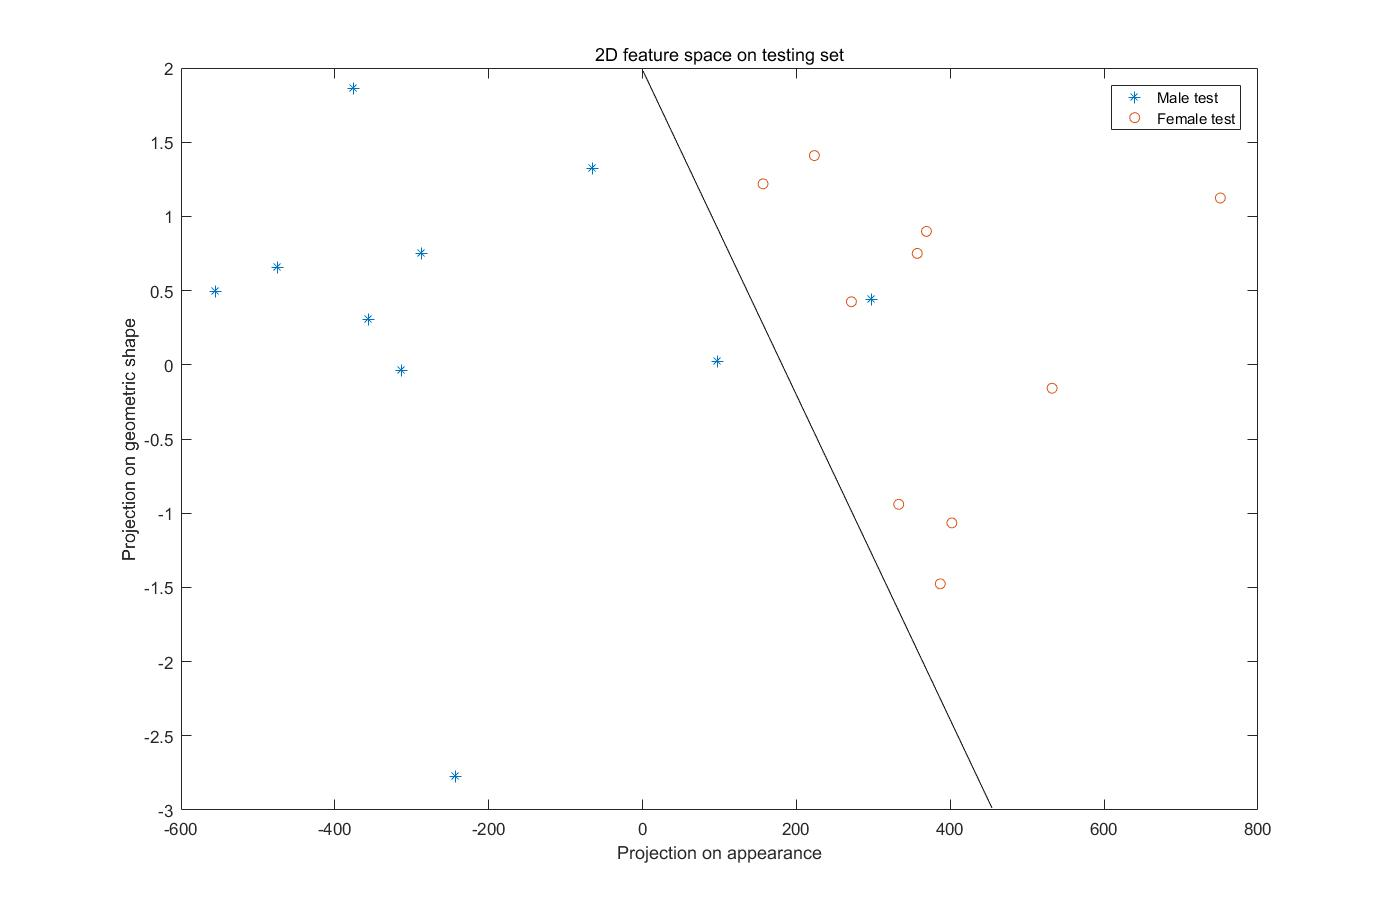 2D feature space on testing set
Male test
Female test
2
1.5
1
0.5
0
-0.5
-1
-1.5
-2
-2.5
-3
Projection on geometric shape
-600 -400 -200 0 200 400 600 800
Projection on appearance